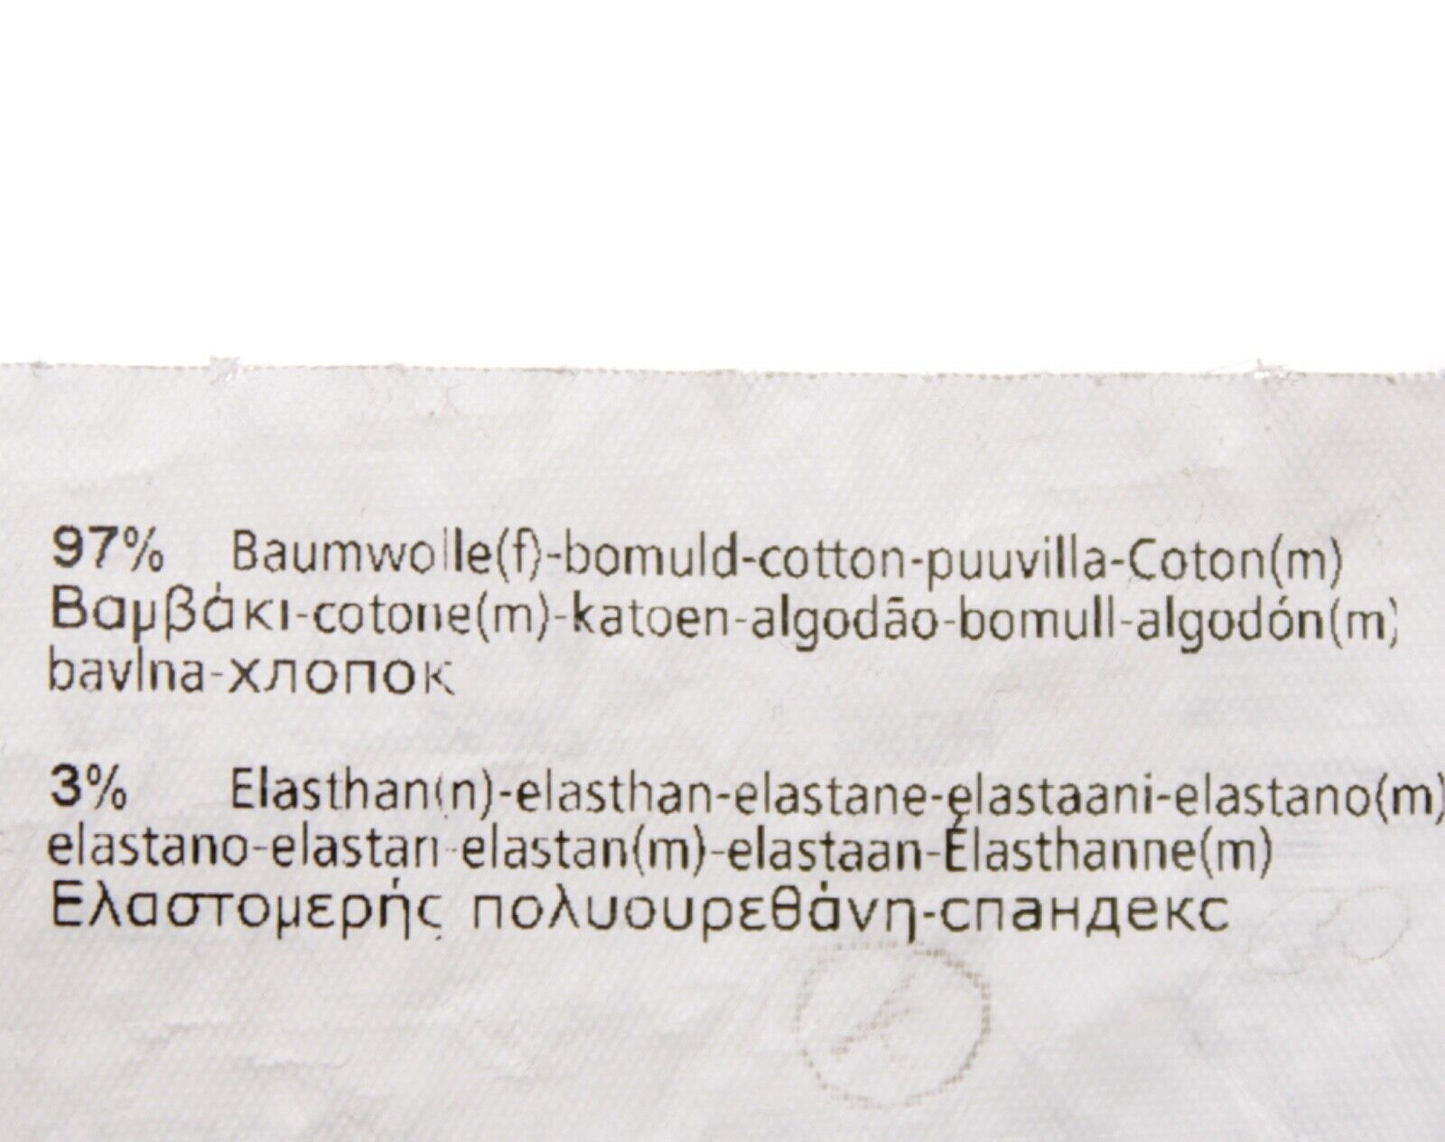 97% Baumwolle(f)-bomuld-cotton-puuvilla-Coton(m)
Βαμβάκι-cotone(m)-katoen-algodão-bomull-algodón(m)
bavlna-хлопок
3% Elasthan(n)-elasthan-elastane-elastaani-elastano(m)
elastano-elastan-elastan(m)-elastaan-Élasthanne(m)
Ελαστομερής πολυουρεθάνη-спандекс